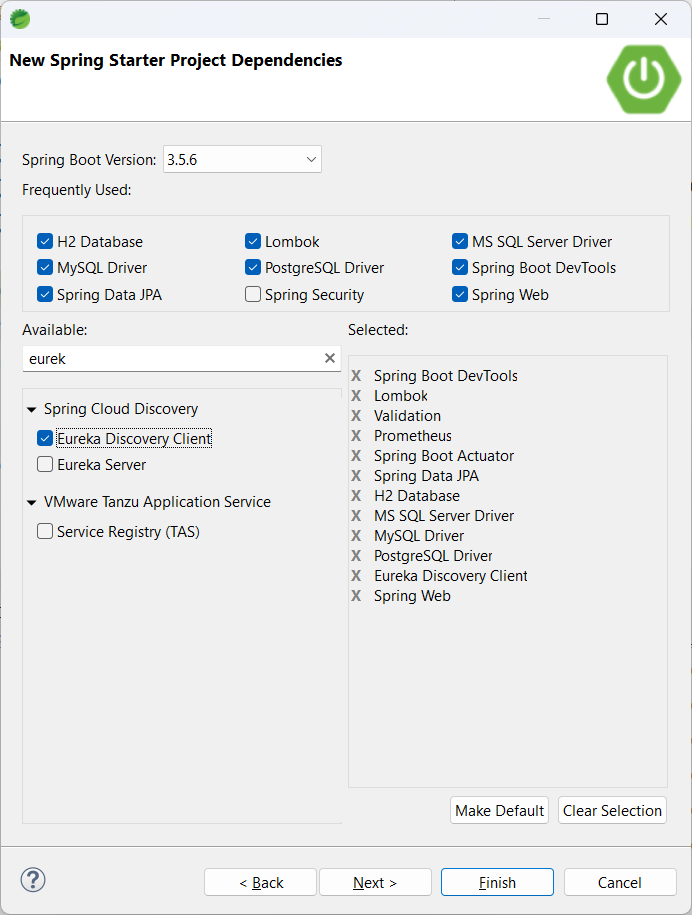 New Spring Starter Project Dependencies
Spring Boot Version: 3.5.6
Frequently Used:
H2 Database Lombok MS SQL Server Driver
MySQL Driver PostgreSQL Driver Spring Boot DevTools
Spring Data JPA Spring Security Spring Web
Available:
eurek
Spring Cloud Discovery
Eureka Discovery Client
Eureka Server
VMware Tanzu Application Service
Service Registry (TAS)
Selected:
X Spring Boot DevTools
X Lombok
X Validation
X Prometheus
X Spring Boot Actuator
X Spring Data JPA
X H2 Database
X MS SQL Server Driver
X MySQL Driver
X PostgreSQL Driver
X Eureka Discovery Client
X Spring Web
Make Default Clear Selection
? < Back Next > Finish Cancel